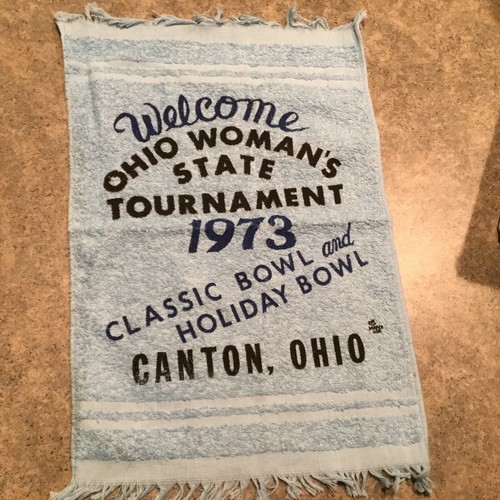 Welcome
OHIO WOMAN'S
STATE
TOURNAMENT
1973
CLASSIC BOWL and
HOLIDAY BOWL
CANTON, OHIO